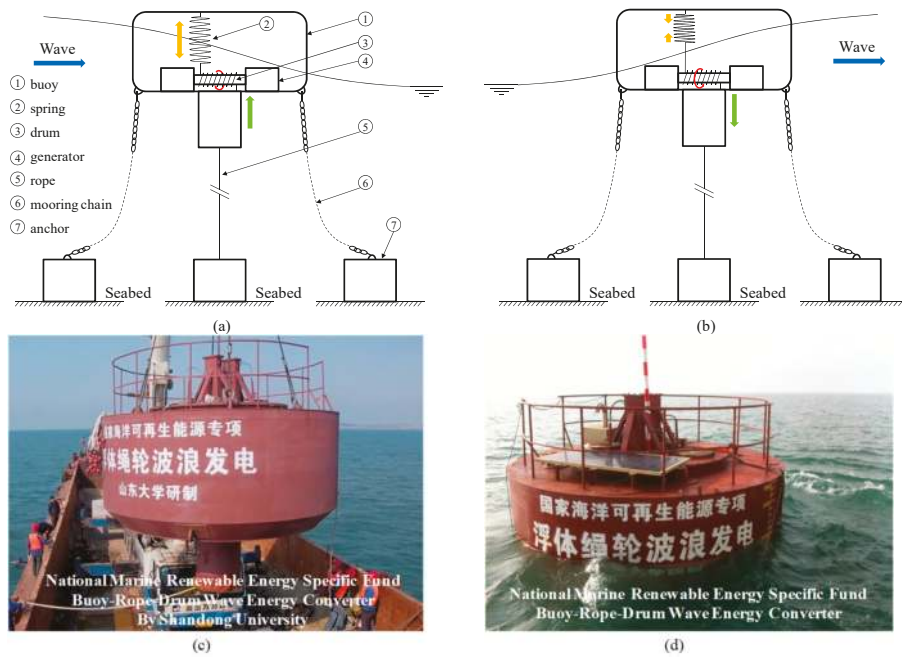 Wave
① buoy
② spring
③ drum
④ generator
⑤ rope
⑥ mooring chain
⑦ anchor
①
②
③
④
⑤
⑥
⑦
Seabed
Seabed
(a)
Wave
Seabed
Seabed
(b)
国家海洋可再生能源专项
浮体绳轮波浪发电
山东大学研制
National Marine Renewable Energy Specific Fund
Buoy-Rope-Drum Wave Energy Converter
By Shandong University
(c)
国家海洋可再生能源专项
浮体绳轮波浪发电
National Marine Renewable Energy Specific Fund
Buoy-Rope-Drum Wave Energy Converter
(d)